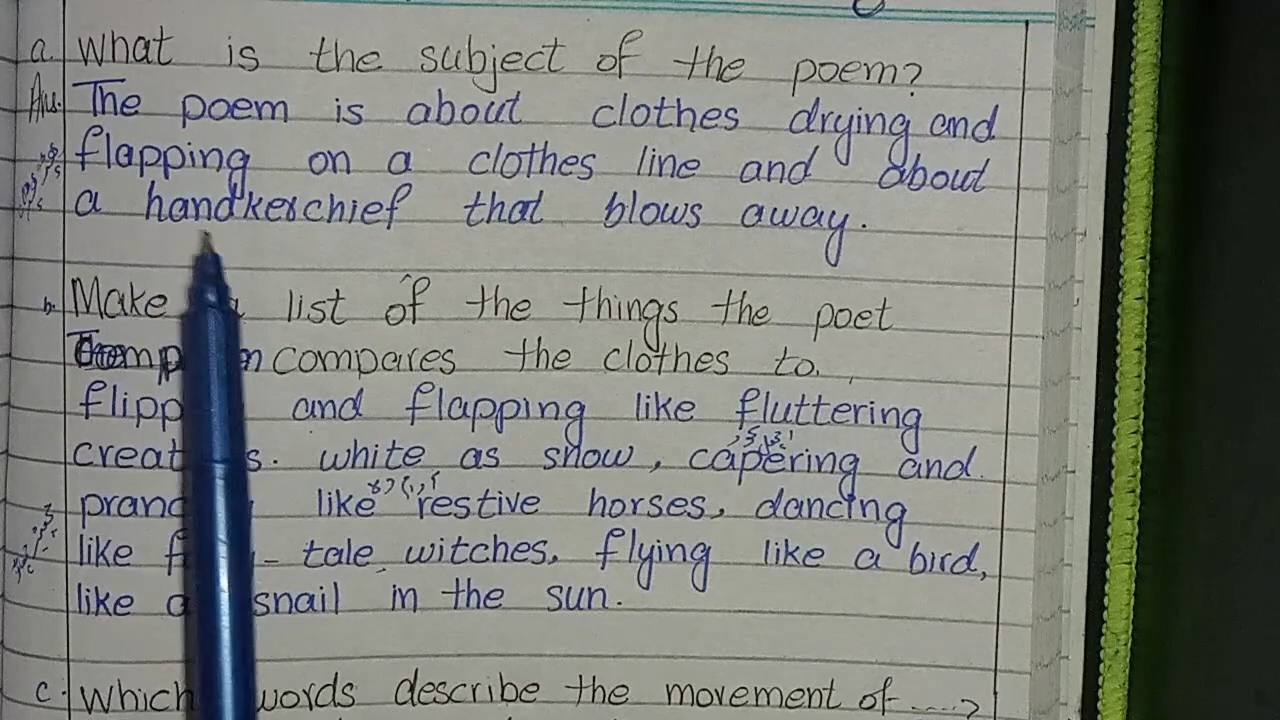 a. What is the subject of the poem?
Ans. The poem is about clothes drying and
flapping on a clothes line and about
a handkerchief that blows away.
b. Make list of the things the poet
compares the clothes to.
and flapping like fluttering
white as snow, capering and
like restive horses, dancing
like tale witches, flying like a bird,
like snail in the sun.
c. Which words describe the movement of ....?